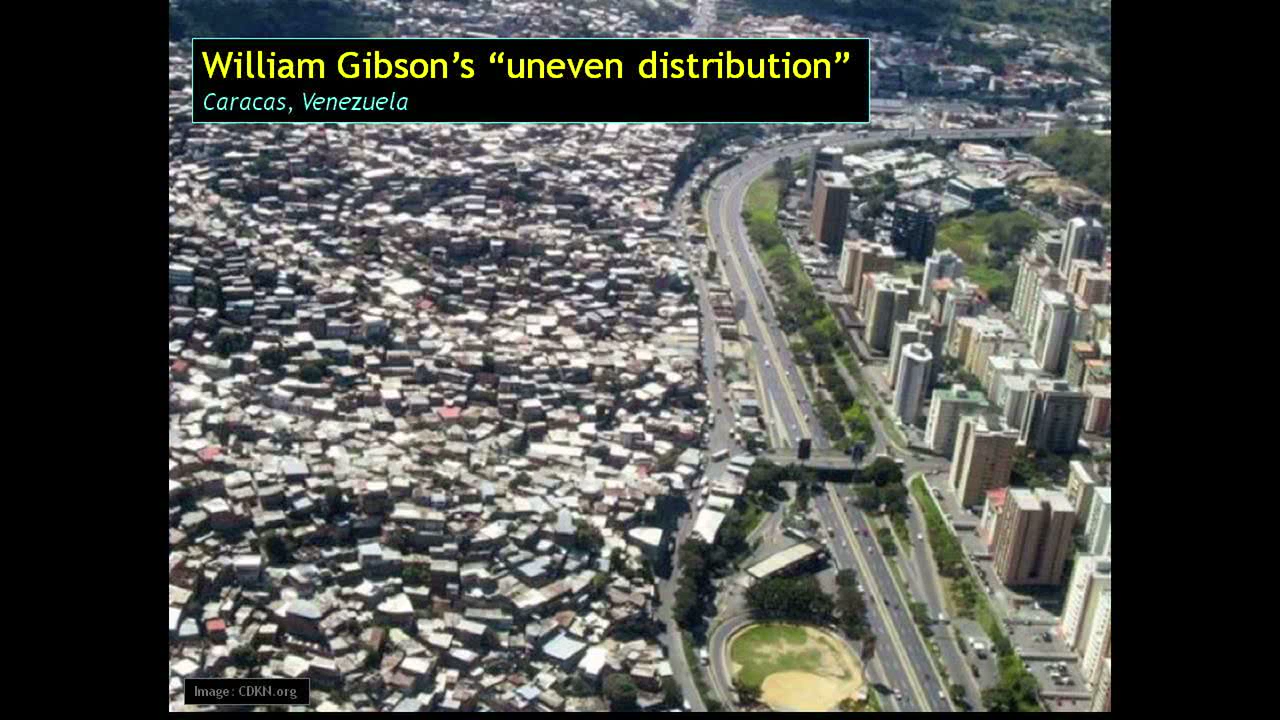 William Gibson’s “uneven distribution”
Caracas, Venezuela
Image: CDKN.org